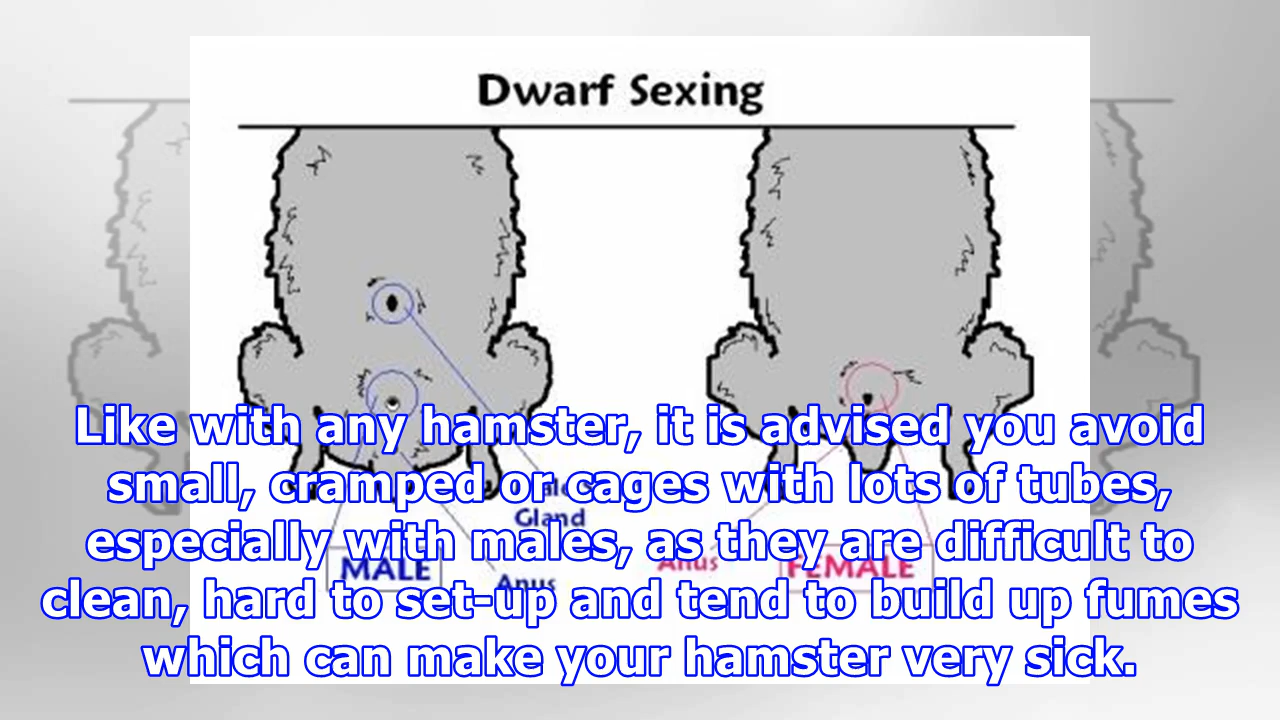 Dwarf Sexing
Like with any hamster, it is advised you avoid
small, cramped or cages with lots of tubes,
Gland
especially with males, as they are difficult to
MALE
Anus
Anus
FEMALE
clean, hard to set-up and tend to build up fumes
which can make your hamster very sick.